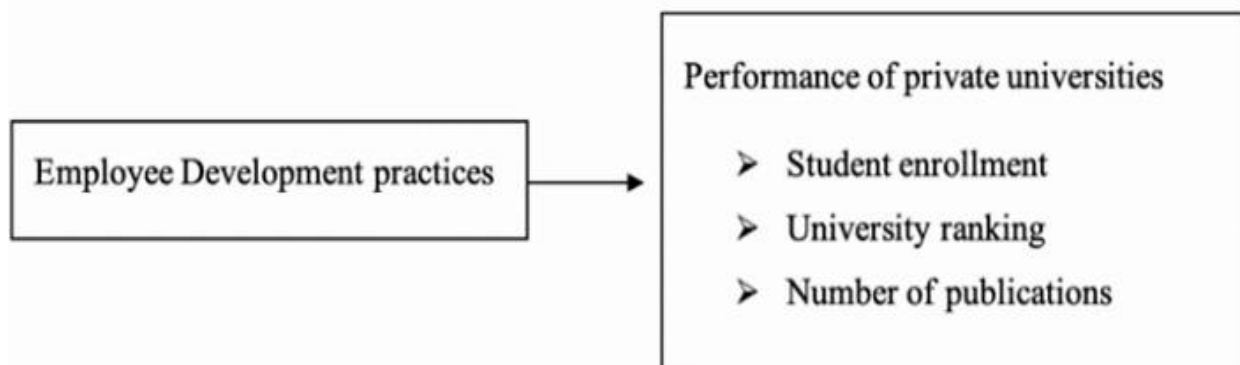 Performance of private universities
Employee Development practices
➢ Student enrollment
➢ University ranking
➢ Number of publications